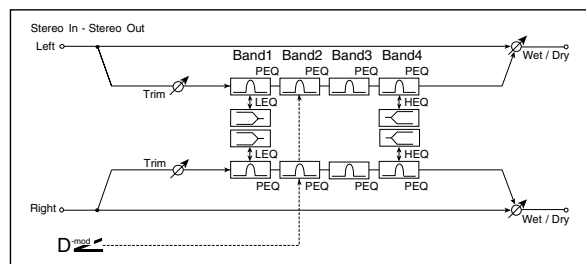 Stereo In - Stereo Out
Left
Band1 Band2 Band3 Band4
Wet / Dry
PEQ PEQ PEQ PEQ
Trim
LEQ HEQ
LEQ HEQ
Trim
PEQ PEQ PEQ PEQ
Right
Wet / Dry
D-mod